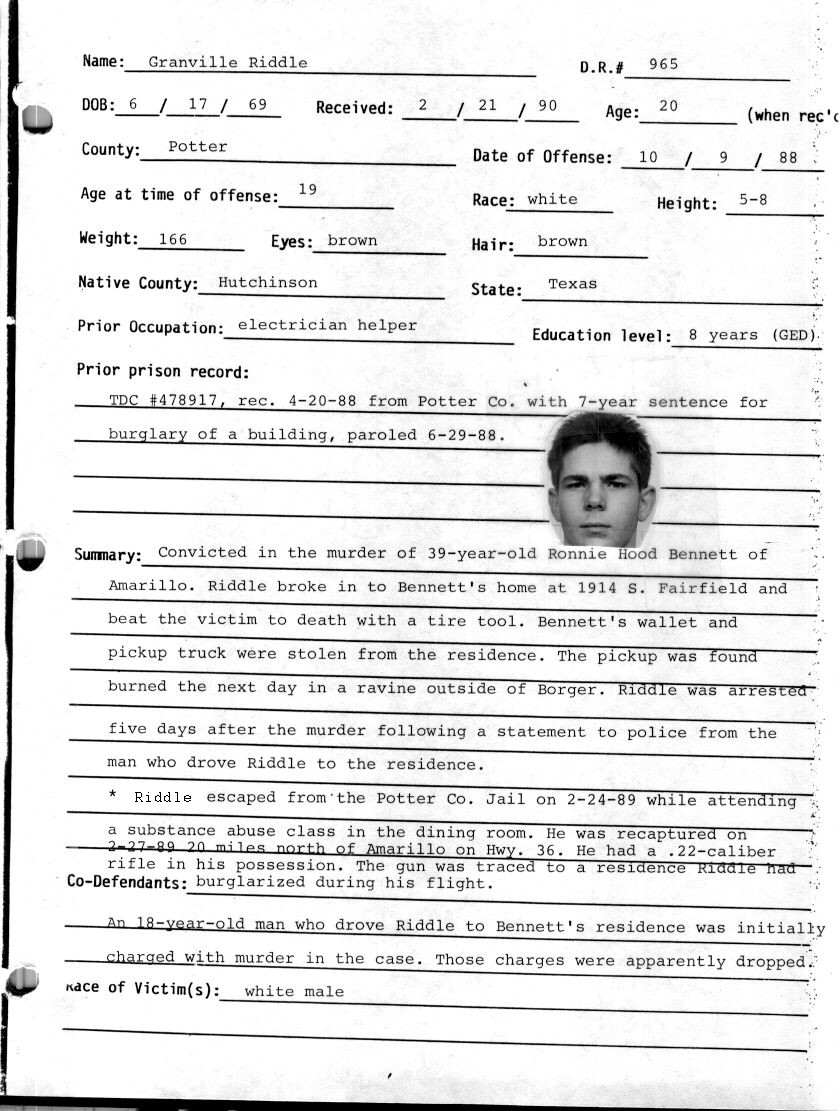 Name: Granville Riddle D.R.# 965
DOB: 6 / 17 / 69 Received: 2 / 21 / 90 Age: 20 (when rec'd
County: Potter Date of Offense: 10 / 9 / 88
Age at time of offense: 19 Race: white Height: 5-8
Weight: 166 Eyes: brown Hair: brown
Native County: Hutchinson State: Texas
Prior Occupation: electrician helper Education level: 8 years (GED)
Prior prison record:
TDC #478917, rec. 4-20-88 from Potter Co. with 7-year sentence for
burglary of a building, paroled 6-29-88.
Summary: Convicted in the murder of 39-year-old Ronnie Hood Bennett of
Amarillo. Riddle broke in to Bennett's home at 1914 S. Fairfield and
beat the victim to death with a tire tool. Bennett's wallet and
pickup truck were stolen from the residence. The pickup was found
burned the next day in a ravine outside of Borger. Riddle was arrested
five days after the murder following a statement to police from the
man who drove Riddle to the residence.
* Riddle escaped from the Potter Co. Jail on 2-24-89 while attending
a substance abuse class in the dining room. He was recaptured on
2-27-89 20 miles north of Amarillo on Hwy. 36. He had a .22-caliber
rifle in his possession. The gun was traced to a residence Riddle had
Co-Defendants: burglarized during his flight.
An 18-year-old man who drove Riddle to Bennett's residence was initially
charged with murder in the case. Those charges were apparently dropped.
Race of Victim(s): white male